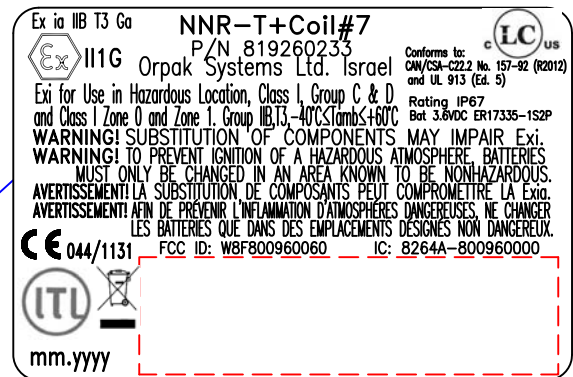 Ex ia IIB T3 Ga
Ex II1G
NNR-T+Coil#7
P/N 819260233
Orpak Systems Ltd. Israel
c LC us
Conforms to:
CAN/CSA-C22.2 No. 157-92 (R2012)
and UL 913 (Ed. 5)
Exi for Use in Hazardous Location, Class I, Group C & D
and Class I Zone 0 and Zone 1. Group IIB,T3,-40°C≤Tamb≤+60°C
Rating IP67
Bat 3.6VDC ER17335-1S2P
WARNING! SUBSTITUTION OF COMPONENTS MAY IMPAIR Exi.
WARNING! TO PREVENT IGNITION OF A HAZARDOUS ATMOSPHERE, BATTERIES
MUST ONLY BE CHANGED IN AN AREA KNOWN TO BE NONHAZARDOUS.
AVERTISSEMENT! LA SUBSTITUTION DE COMPOSANTS PEUT COMPROMETTRE LA Exia.
AVERTISSEMENT! AFIN DE PRÉVENIR L'INFLAMMATION D'ATMOSPHÈRES DANGEREUSES, NE CHANGER
LES BATTERIES QUE DANS DES EMPLACEMENTS DÉSIGNÉS NON DANGEREUX.
CE 044/1131
FCC ID: W8F800960060
IC: 8264A-800960000
ITL
mm.yyyy